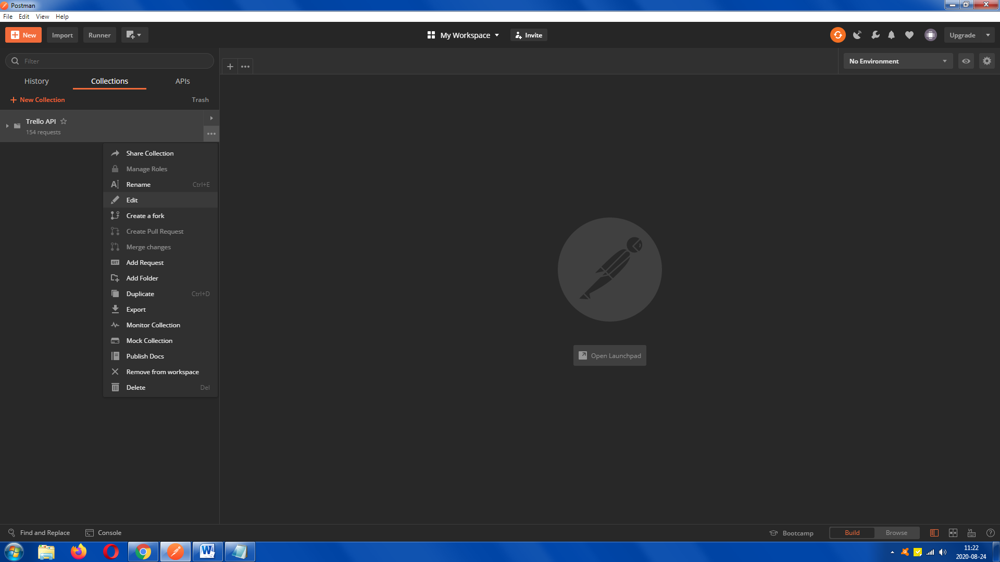 Postman
File Edit View Help
New Import Runner My Workspace Invite Upgrade
Filter
No Environment
History Collections APIs
New Collection Trash
Trello API
154 requests
Share Collection
Manage Roles
Rename Ctrl+E
Edit
Create a fork
Create Pull Request
Merge changes
GET Add Request
Add Folder
Duplicate Ctrl+D
Export
Monitor Collection
Mock Collection
Publish Docs
Remove from workspace
Delete Del
Open Launchpad
Find and Replace Console Bootcamp Build Browse
11:22
2020-08-24